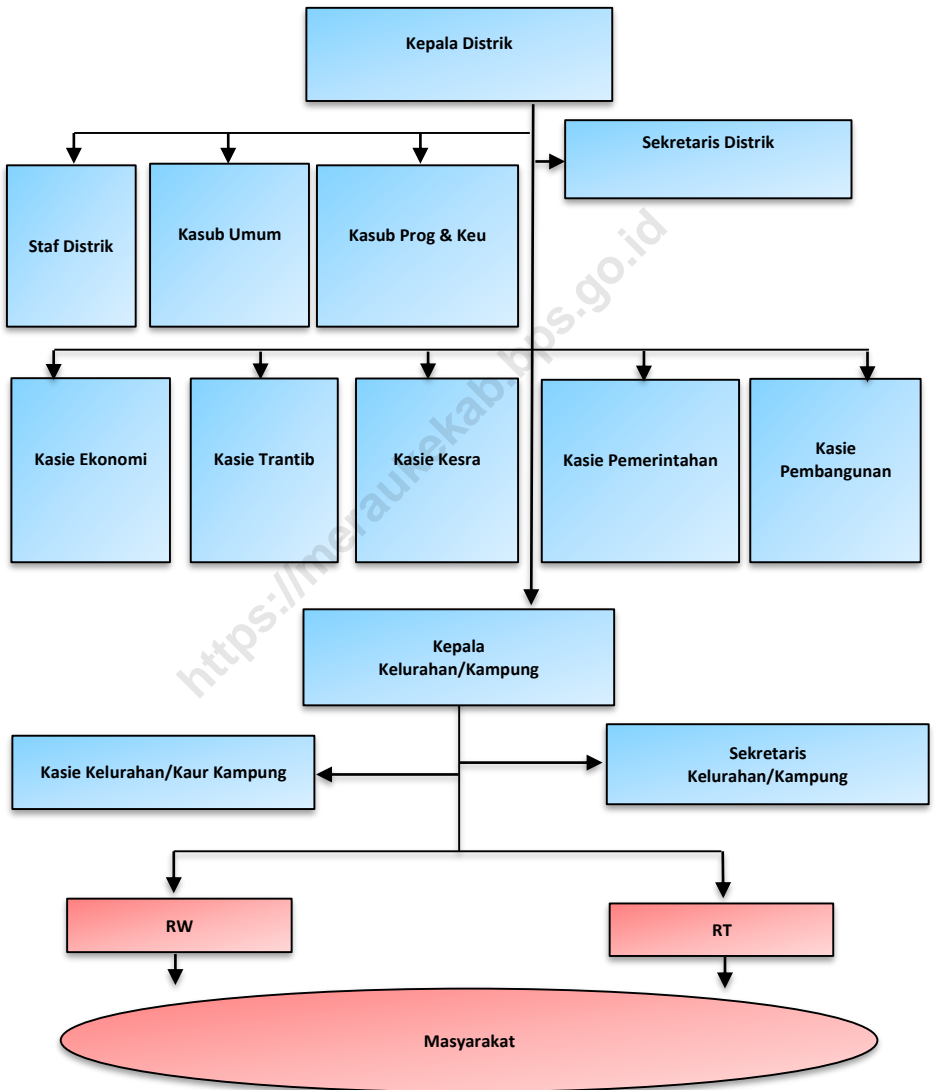 Kepala Distrik
Sekretaris Distrik
Staf Distrik
Kasub Umum
Kasub Prog & Keu
Kasie Ekonomi
Kasie Trantib
Kasie Kesra
Kasie Pemerintahan
Kasie
Pembangunan
Kepala
Kelurahan/Kampung
Kasie Kelurahan/Kaur Kampung
Sekretaris
Kelurahan/Kampung
RW
RT
Masyarakat
https://meraukekab.bps.go.id